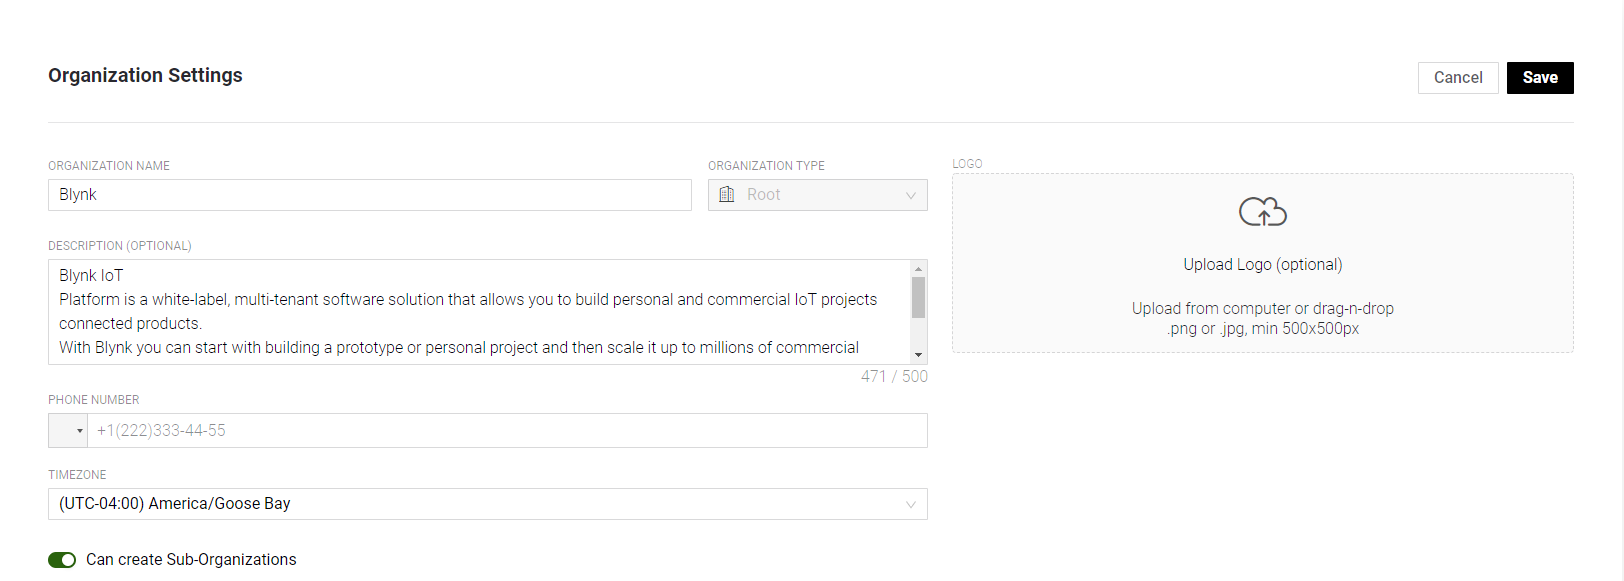 Organization Settings
Cancel
Save
ORGANIZATION NAME
Blynk
ORGANIZATION TYPE
Root
LOGO
Upload Logo (optional)
Upload from computer or drag-n-drop
.png or .jpg, min 500x500px
DESCRIPTION (OPTIONAL)
Blynk IoT
Platform is a white-label, multi-tenant software solution that allows you to build personal and commercial IoT projects
connected products.
With Blynk you can start with building a prototype or personal project and then scale it up to millions of commercial
471 / 500
PHONE NUMBER
+1(222)333-44-55
TIMEZONE
(UTC-04:00) America/Goose Bay
Can create Sub-Organizations